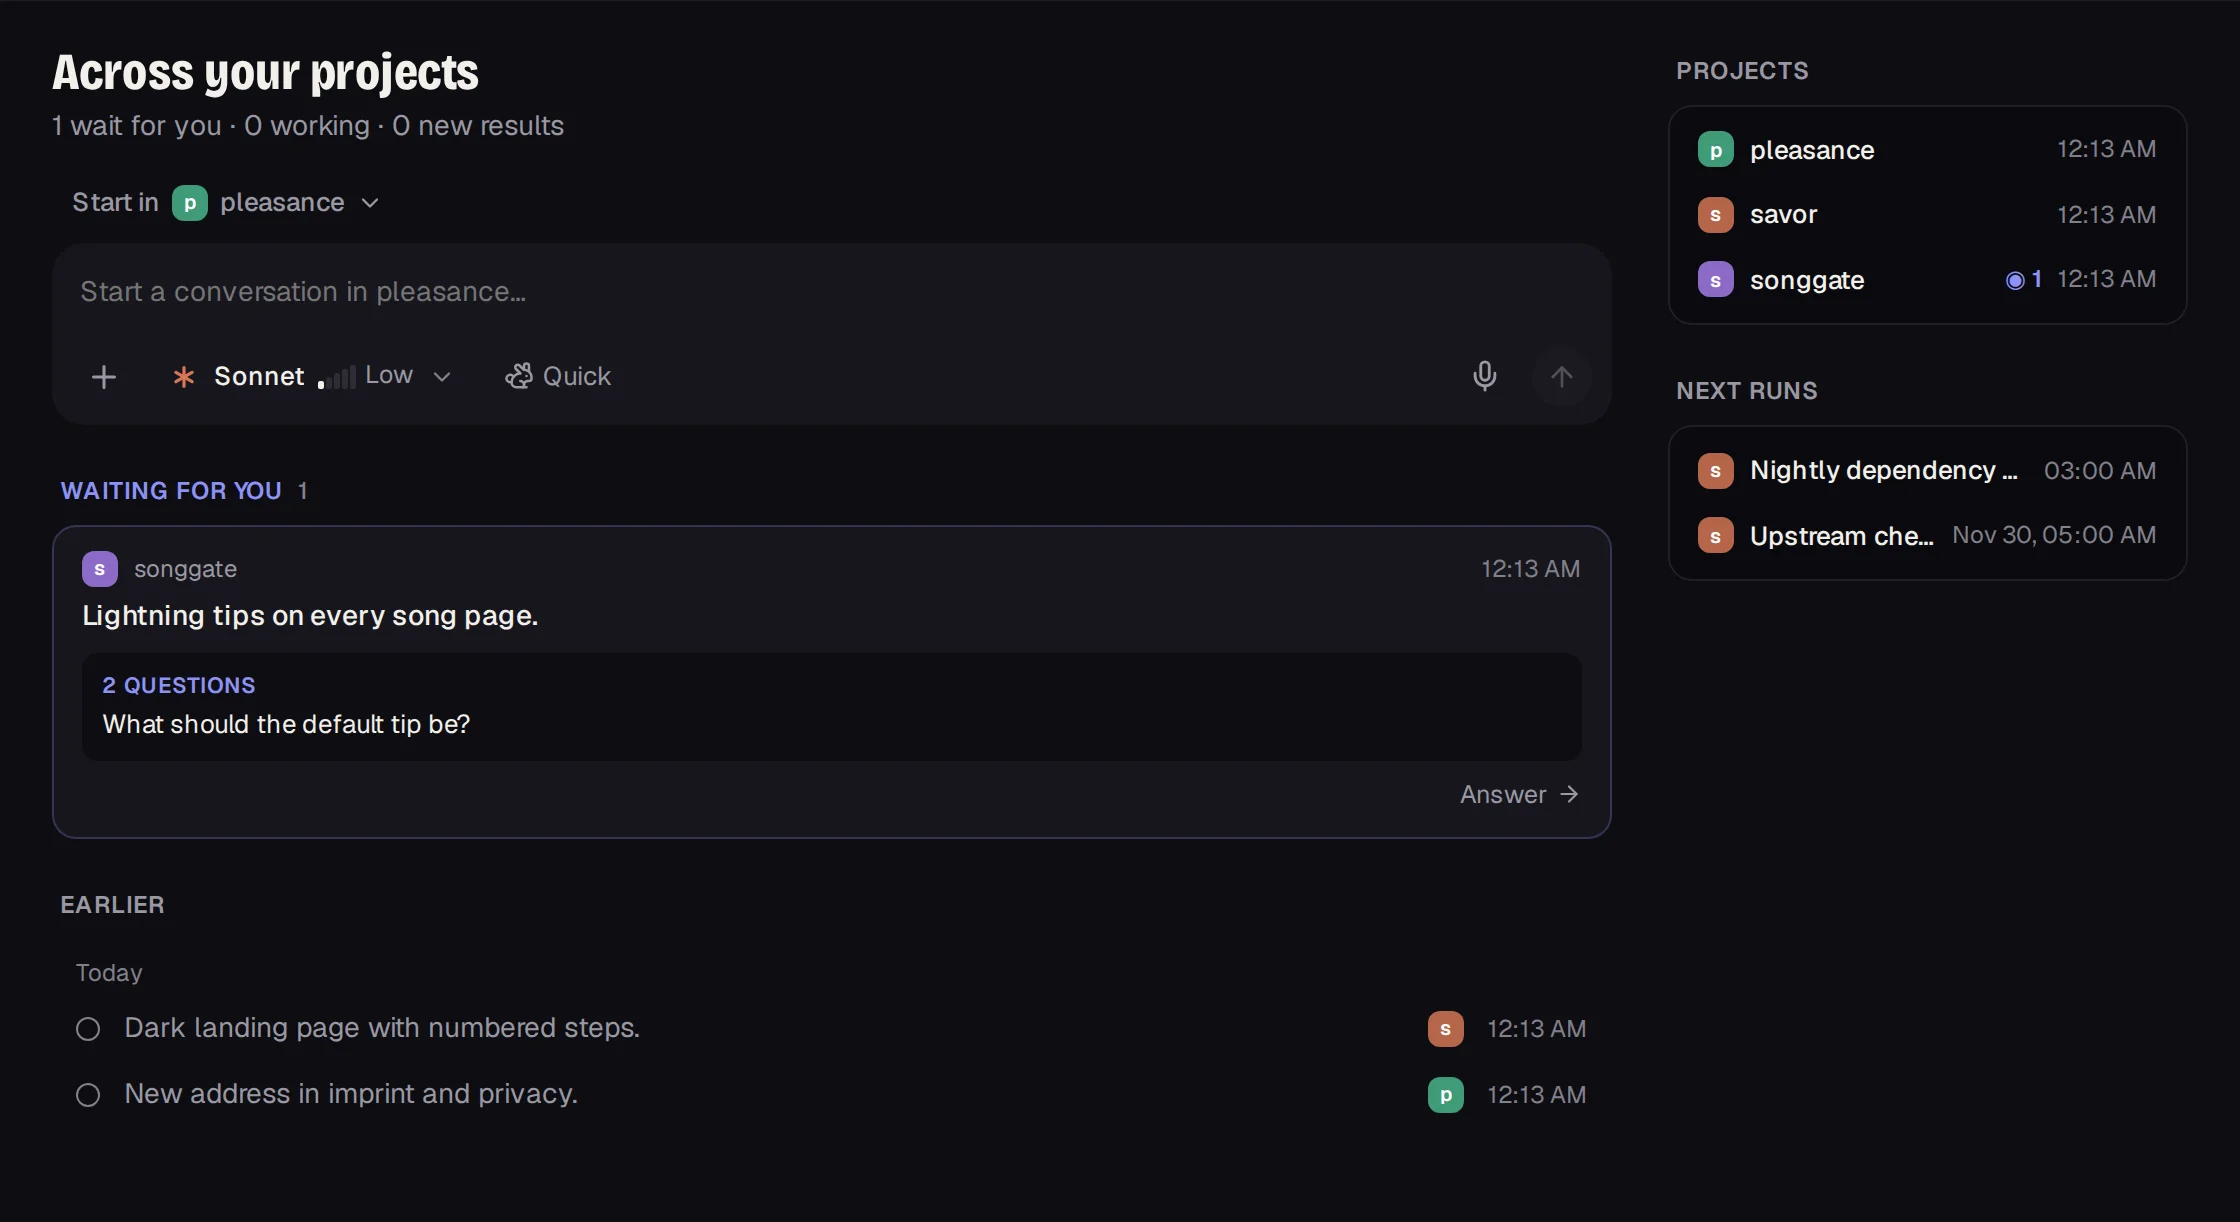 Across your projects
1 wait for you · 0 working · 0 new results
Start in p pleasance
Start a conversation in pleasance...
Sonnet Low Quick
WAITING FOR YOU 1
s songgate 12:13 AM
Lightning tips on every song page.
2 QUESTIONS
What should the default tip be?
Answer →
EARLIER
Today
Dark landing page with numbered steps. s 12:13 AM
New address in imprint and privacy. p 12:13 AM
PROJECTS
p pleasance 12:13 AM
s savor 12:13 AM
s songgate 1 12:13 AM
NEXT RUNS
s Nightly dependency ... 03:00 AM
s Upstream che... Nov 30, 05:00 AM